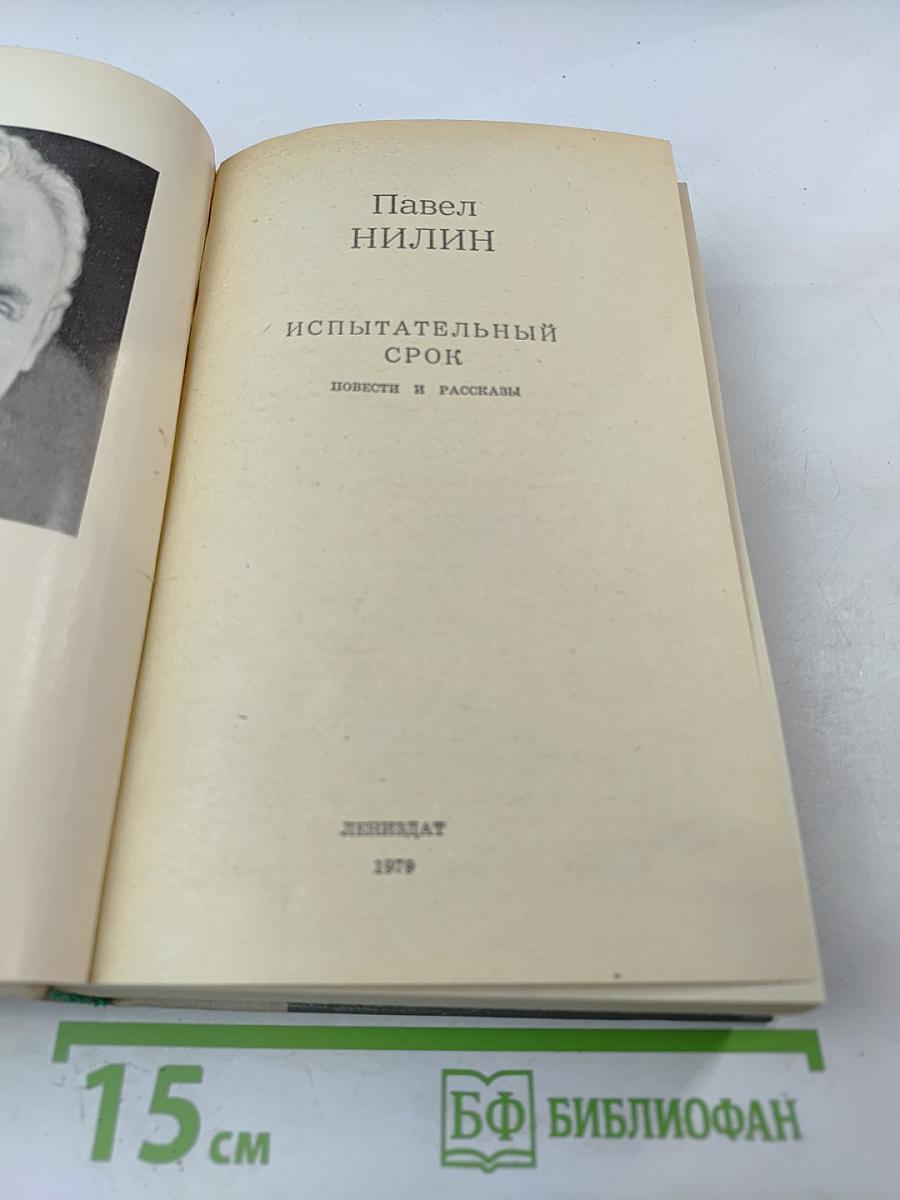 Павел
НИЛИН
ИСПЫТАТЕЛЬНЫЙ
СРОК
ПОВЕСТИ И РАССКАЗЫ
ЛЕНИЗДАТ
1979
15 см
БФ БИБЛИОФАН